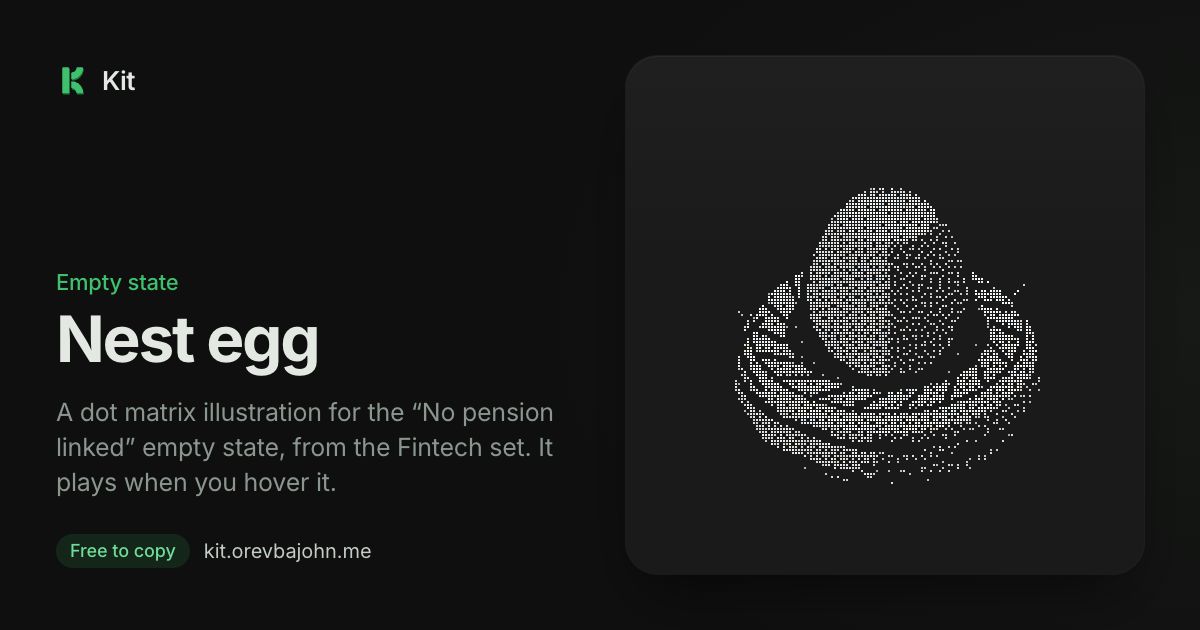 Kit
Empty state
Nest egg
A dot matrix illustration for the “No pension
linked” empty state, from the Fintech set. It
plays when you hover it.
Free to copy
kit.orevbajohn.me